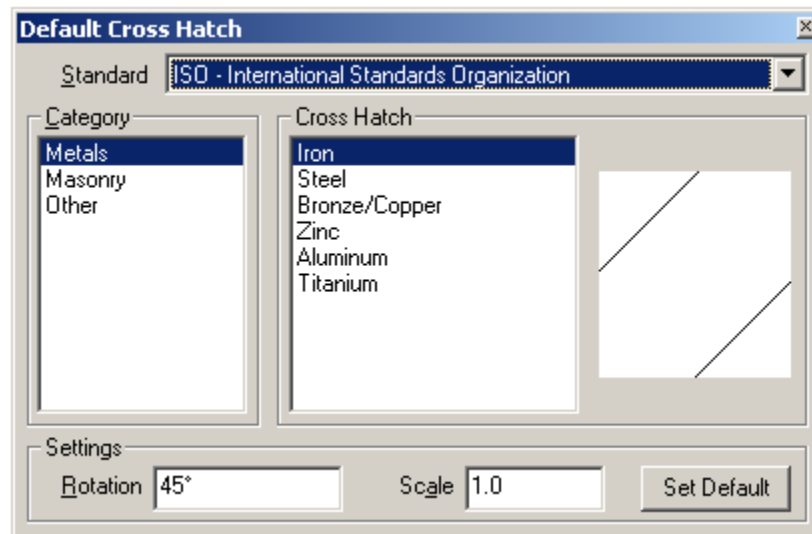 Default Cross Hatch
Standard ISO - International Standards Organization
Category
Cross Hatch
Metals
Masonry
Other
Iron
Steel
Bronze/Copper
Zinc
Aluminum
Titanium
Settings
Rotation 45° Scale 1.0 Set Default